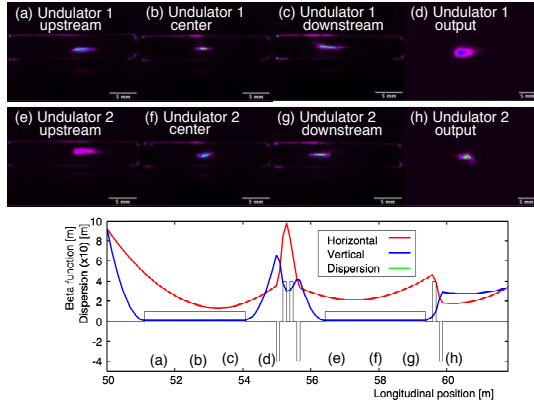 (a) Undulator 1 upstream
(b) Undulator 1 center
(c) Undulator 1 downstream
(d) Undulator 1 output
5 mm
5 mm
5 mm
5 mm
(e) Undulator 2 upstream
(f) Undulator 2 center
(g) Undulator 2 downstream
(h) Undulator 2 output
5 mm
5 mm
5 mm
5 mm
Beta function [m]
Dispersion (x10) [m]
10
8
6
4
2
0
-2
-4
Horizontal
Vertical
Dispersion
(a) (b) (c) (d) (e) (f) (g) (h)
50 52 54 56 58 60
Longitudinal position [m]